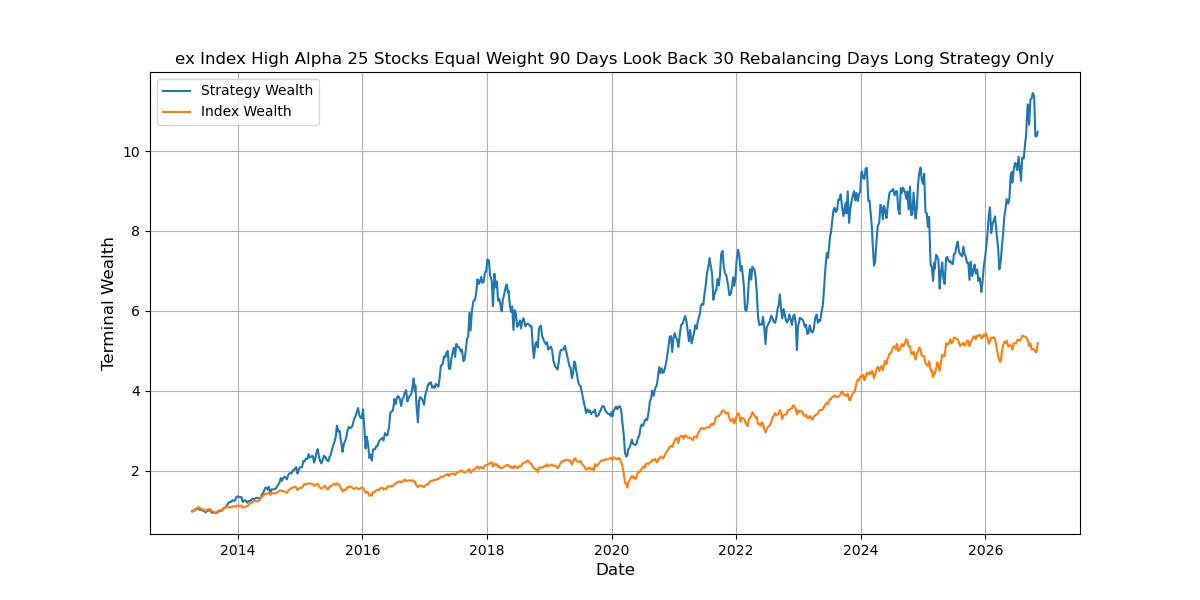 ex Index High Alpha 25 Stocks Equal Weight 90 Days Look Back 30 Rebalancing Days Long Strategy Only
Strategy Wealth
Index Wealth
Terminal Wealth
10
8
6
4
2
2014 2016 2018 2020 2022 2024 2026
Date